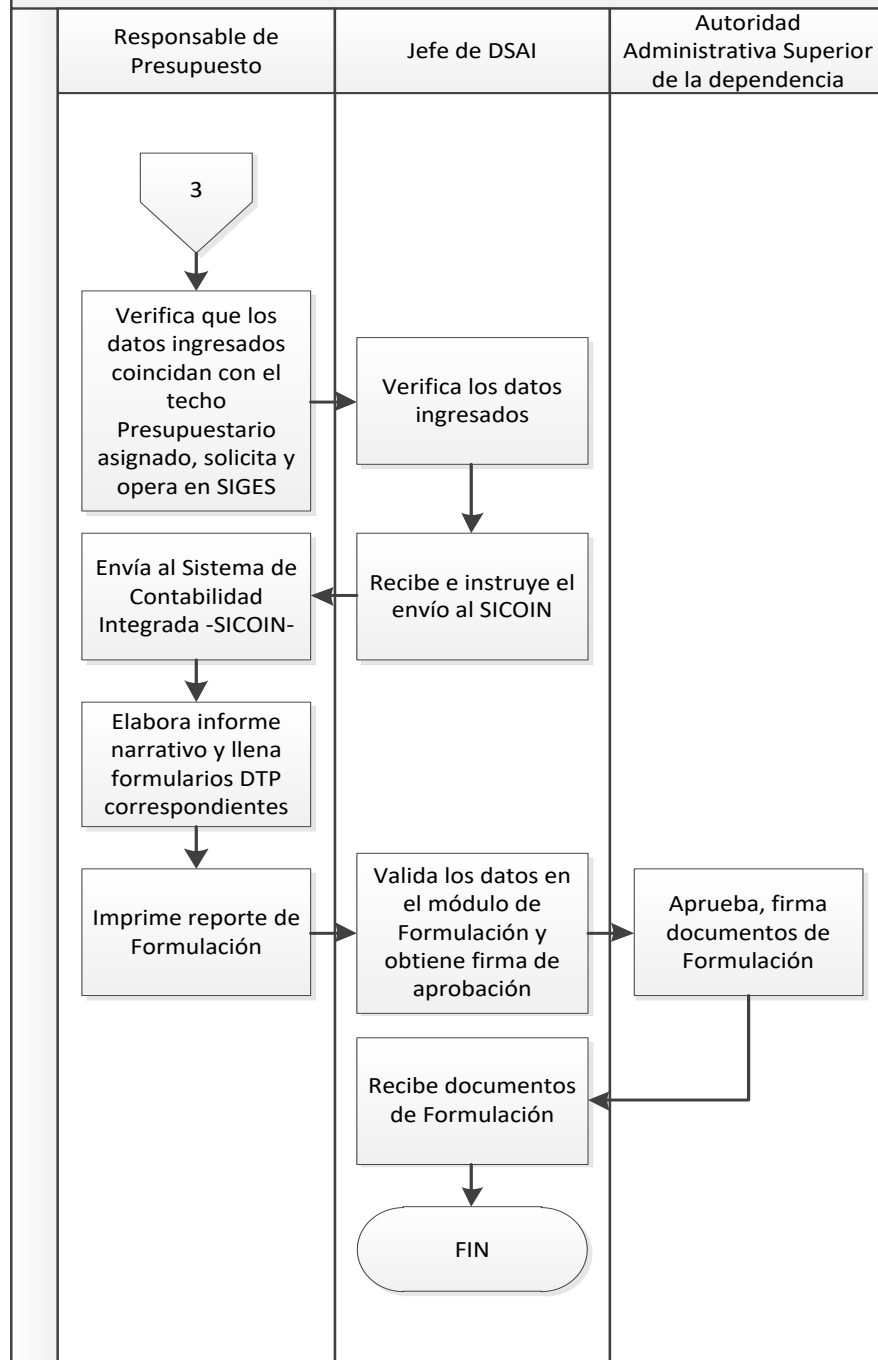 Responsable de
Presupuesto
Jefe de DSAI
Autoridad
Administrativa Superior
de la dependencia
3
Verifica que los
datos ingresados
coincidan con el
techo
Presupuestario
asignado, solicita y
opera en SIGES
Verifica los datos
ingresados
Recibe e instruye el
envío al SICOIN
Envía al Sistema de
Contabilidad
Integrada -SICOIN-
Elabora informe
narrativo y llena
formularios DTP
correspondientes
Imprime reporte de
Formulación
Valida los datos en
el módulo de
Formulación y
obtiene firma de
aprobación
Aprueba, firma
documentos de
Formulación
Recibe documentos
de Formulación
FIN